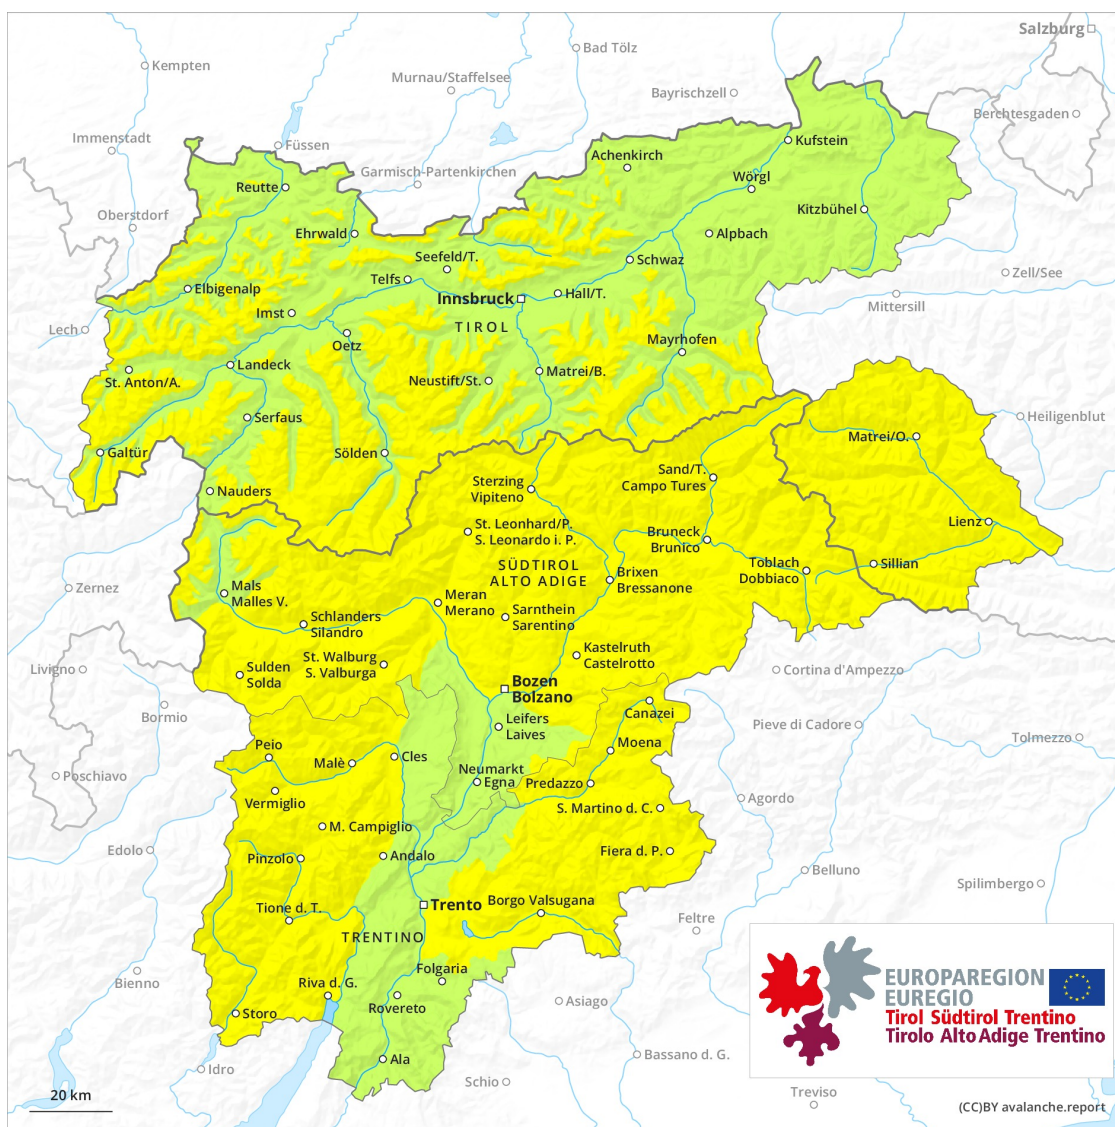 Salzburg
Bad Tölz
Kempten
Murnau/Staffelsee
Bayrischzell
Berchtesgaden
Immenstadt
Füssen
Kufstein
Achenkirch
Garmisch-Partenkirchen
Wörgl
Reutte
Oberstdorf
Kitzbühel
Ehrwald
Alpbach
Seefeld/T.
Schwaz
Telfs
Zell/See
Elbigenalp
Innsbruck
Hall/T.
Mittersill
Imst
Lech
TIROL
Oetz
Mayrhofen
Landeck
St. Anton/A.
Matrei/B.
Neustift/St.
Serfaus
Heiligenblut
Matrei/O.
Galtür
Sölden
Sand/T.
Campo Tures
Sterzing
Vipiteno
Nauders
St. Leonhard/P.
S. Leonardo i. P.
Lienz
Bruneck
Brunico
SÜDTIROL
ALTO ADIGE
Toblach
Dobbiaco
Sillian
Brixen
Bressanone
Zernez
Mals
Malles V.
Meran
Merano
Sarnthein
Sarentino
Schlanders
Silandro
Kastelruth
Castelrotto
St. Walburg
S. Valburga
Livigno
Sulden
Solda
Cortina d'Ampezzo
Bozen
Bolzano
Bormio
Canazei
Leifers
Laives
Pieve di Cadore
Tolmezzo
Peio
Moena
Cles
Malè
Poschiavo
Neumarkt
Egna
Predazzo
Vermiglio
Agordo
S. Martino d. C.
M. Campiglio
Edolo
Pinzolo
Andalo
Fiera d. P.
Belluno
Spilimbergo
Tione d. T.
Trento
Borgo Valsugana
Feltre
TRENTINO
Folgaria
Bienno
Riva d. G.
Rovereto
Asiago
Storo
EUROPAREGION
EUREGIO
Tirol Südtirol Trentino
Tirolo Alto Adige Trentino
Ala
Bassano d. G.
Idro
Schio
Treviso
20 km
(CC)BY avalanche.report